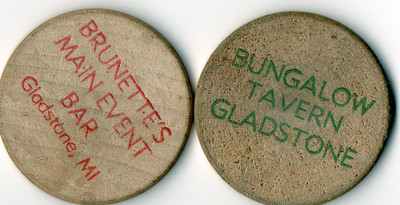 BRUNETTE'S
MAIN EVENT
BAR
Gladstone, MI
BUNGALOW
TAVERN
GLADSTONE